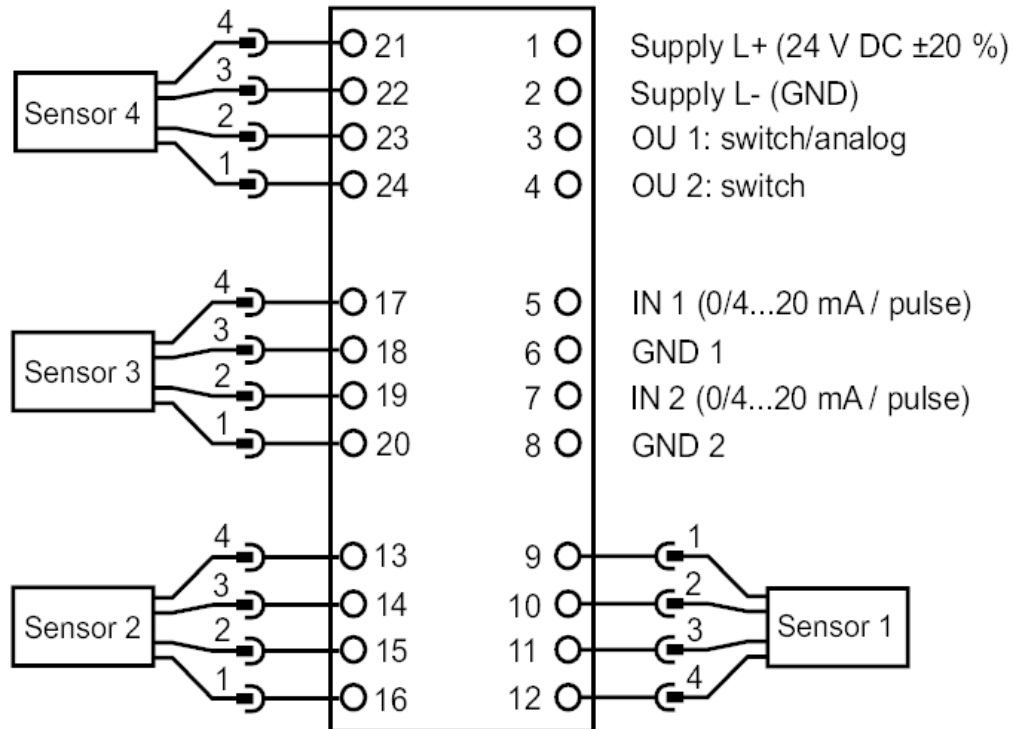 4 21 1 Supply L+ (24 V DC ±20 %)
3 22 2 Supply L- (GND)
Sensor 4
2 23 3 OU 1: switch/analog
1 24 4 OU 2: switch
4 17 5 IN 1 (0/4...20 mA / pulse)
3 18 6 GND 1
Sensor 3
2 19 7 IN 2 (0/4...20 mA / pulse)
1 20 8 GND 2
4 13 9 1
3 14 10 2
Sensor 2 Sensor 1
2 15 11 3
1 16 12 4